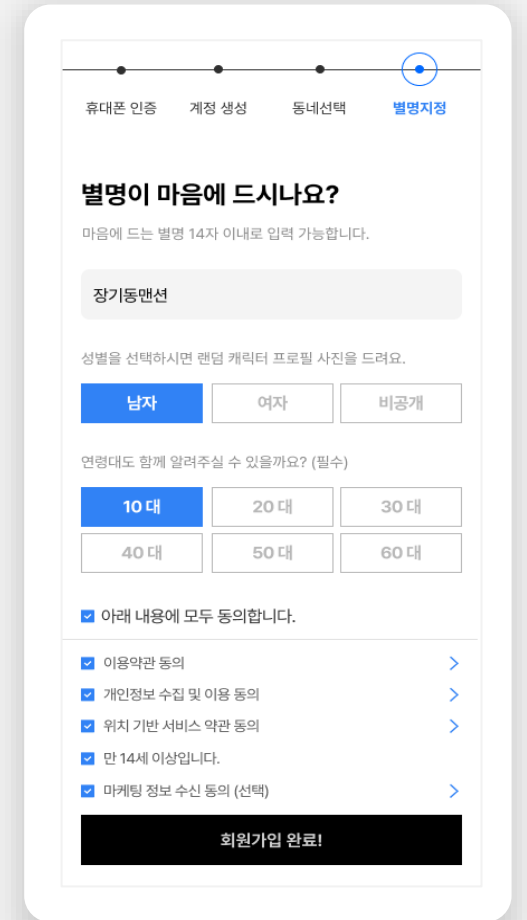 휴대폰 인증 계정 생성 동네선택 별명지정
별명이 마음에 드시나요?
마음에 드는 별명 14자 이내로 입력 가능합니다.
장기동맨션
성별을 선택하시면 랜덤 캐릭터 프로필 사진을 드려요.
남자 여자 비공개
연령대도 함께 알려주실 수 있을까요? (필수)
10 대 20 대 30 대
40 대 50 대 60 대
아래 내용에 모두 동의합니다.
이용약관 동의
개인정보 수집 및 이용 동의
위치 기반 서비스 약관 동의
만 14세 이상입니다.
마케팅 정보 수신 동의 (선택)
회원가입 완료!